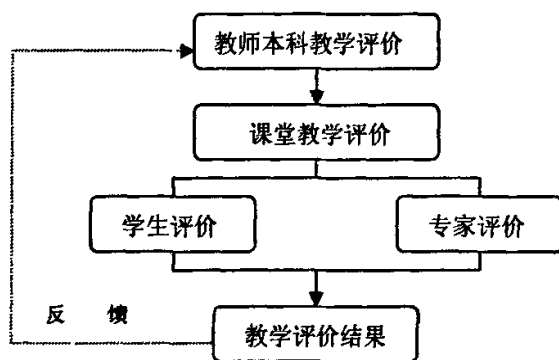 教师本科教学评价
课堂教学评价
学生评价
专家评价
反 馈
教学评价结果